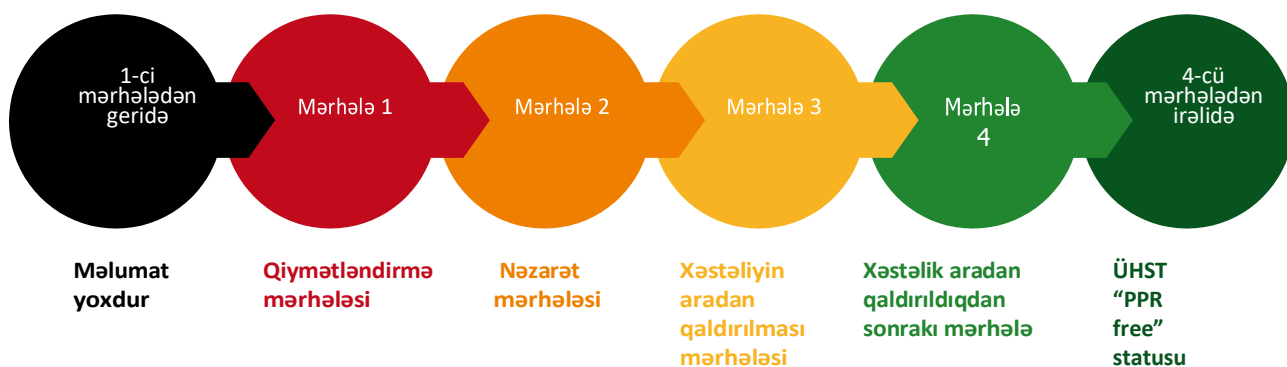 1-ci
mərhələdən
geridə
Mərhələ 1
Mərhələ 2
Mərhələ 3
Mərhələ
4
4-cü
mərhələdən
irəlidə
Məlumat
yoxdur
Qiymətləndirmə
mərhələsi
Nəzarət
mərhələsi
Xəstəliyin
aradan
qaldırılması
mərhələsi
Xəstəlik aradan
qaldırıldıqdan
sonrakı mərhələ
ÜHST
“PPR
free”
statusu